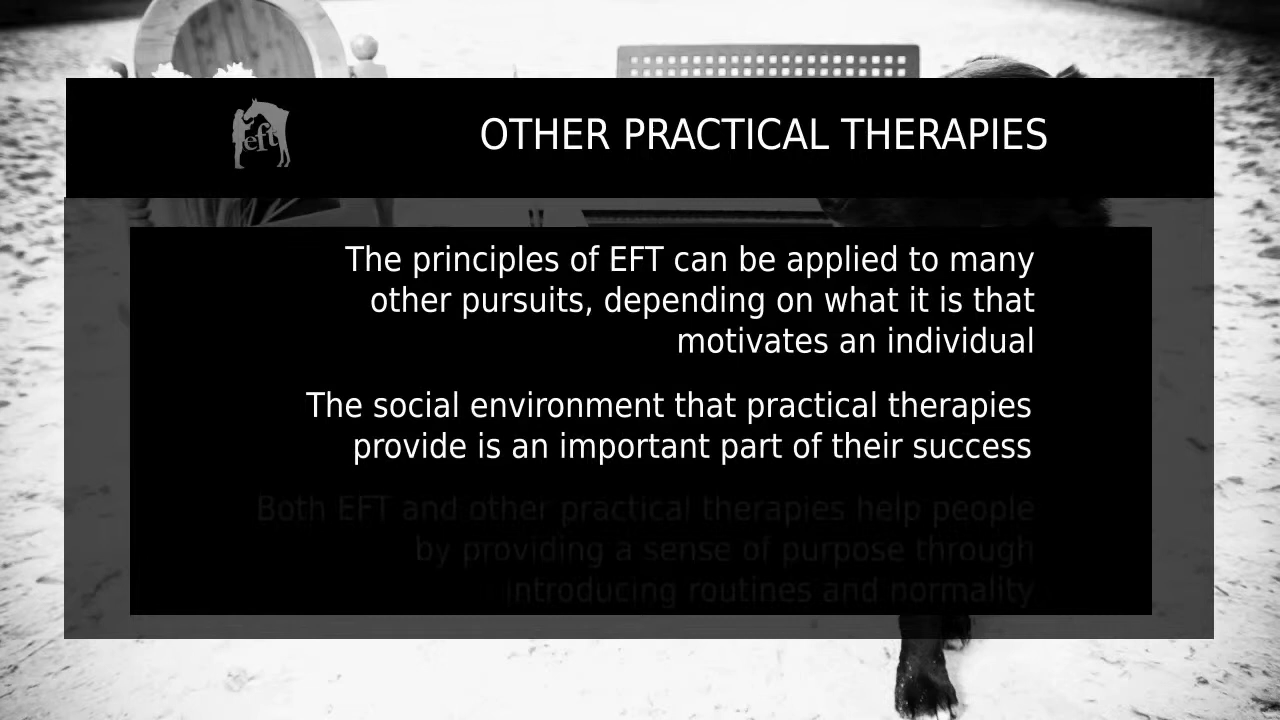 eft
OTHER PRACTICAL THERAPIES
The principles of EFT can be applied to many
other pursuits, depending on what it is that
motivates an individual
The social environment that practical therapies
provide is an important part of their success
Both EFT and other practical therapies help people
by providing a sense of purpose through
introducing routines and normality